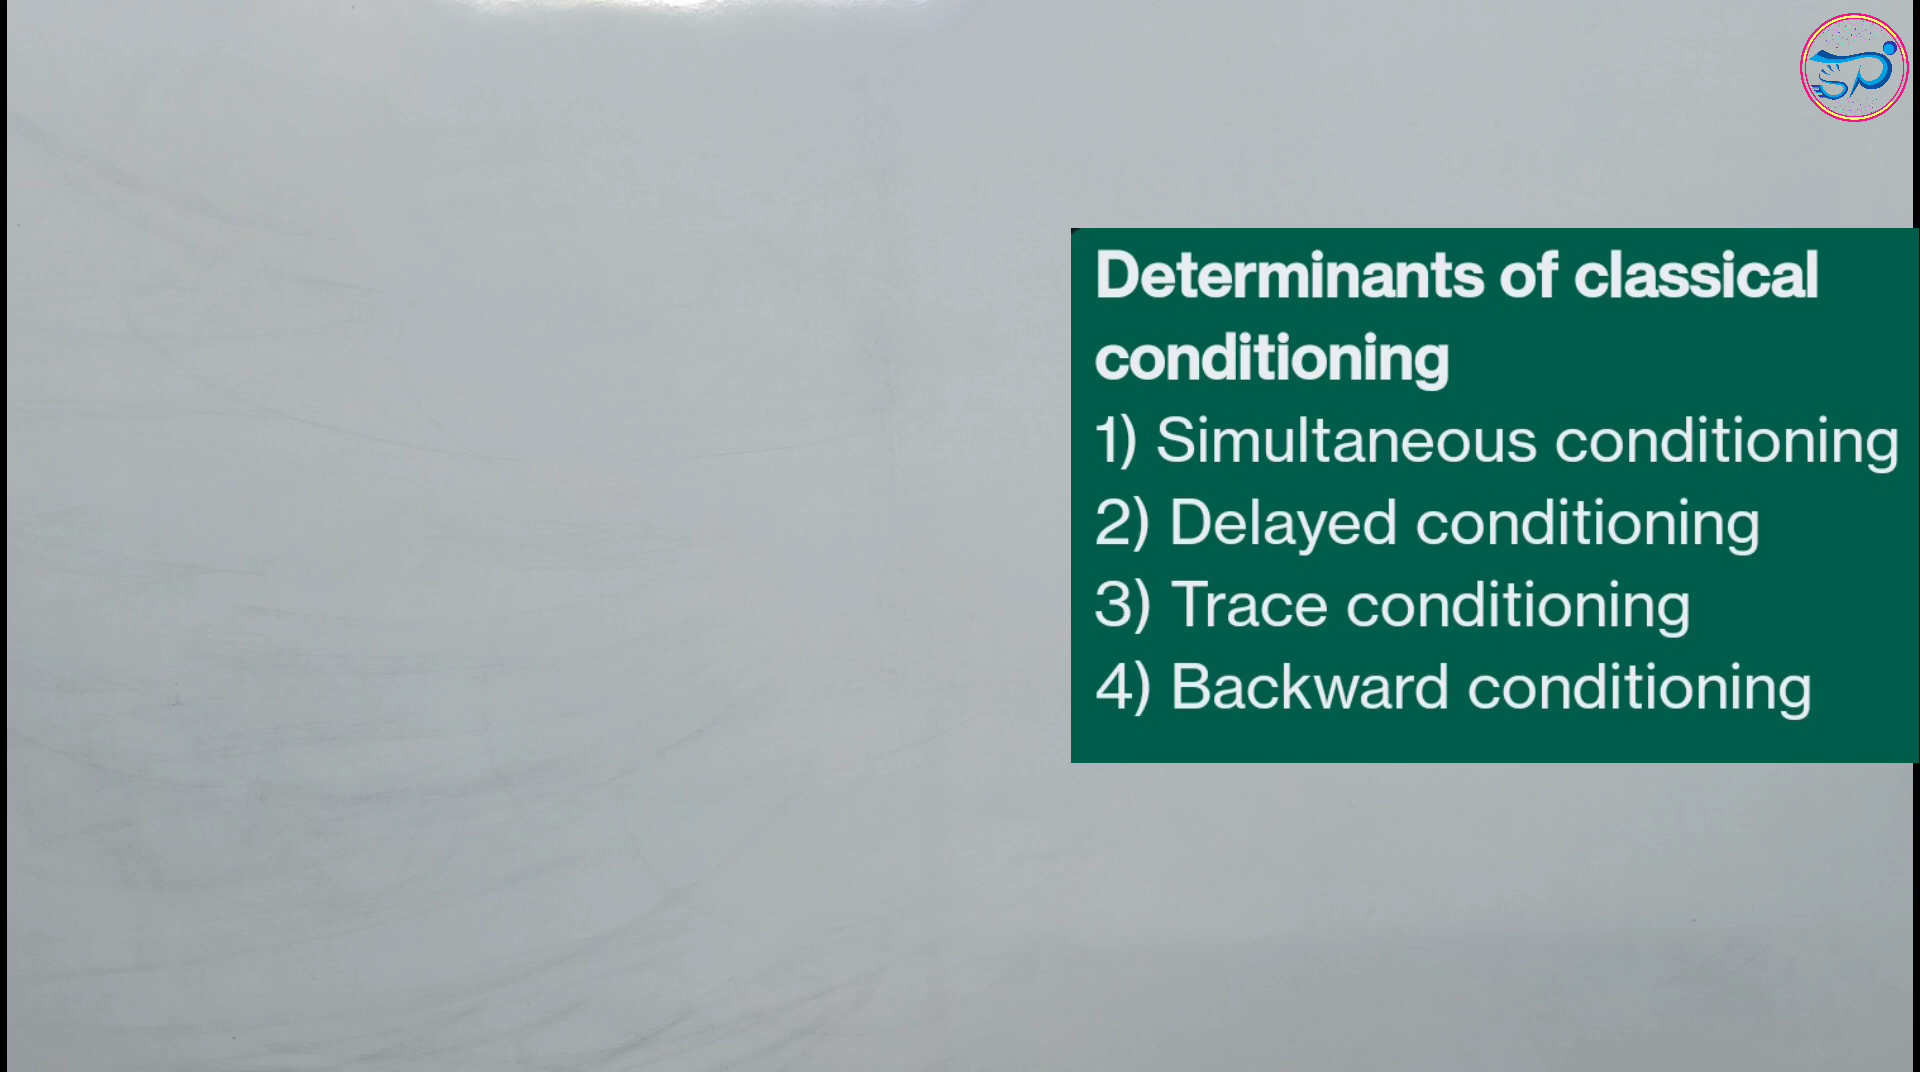 Determinants of classical
conditioning
1) Simultaneous conditioning
2) Delayed conditioning
3) Trace conditioning
4) Backward conditioning